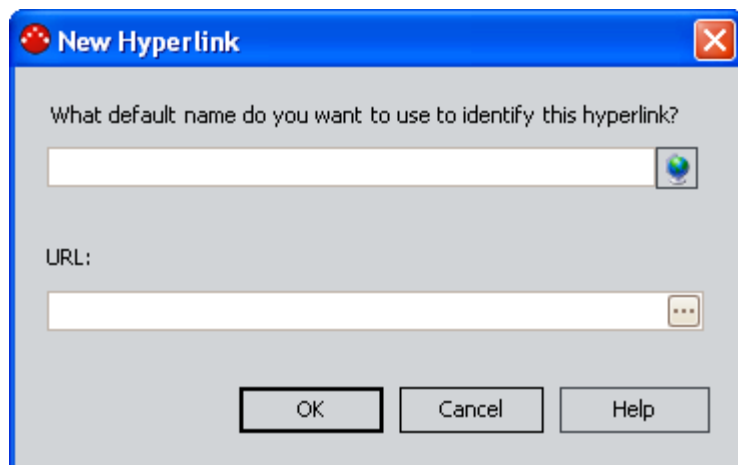 New Hyperlink
What default name do you want to use to identify this hyperlink?
URL:
...
OK Cancel Help